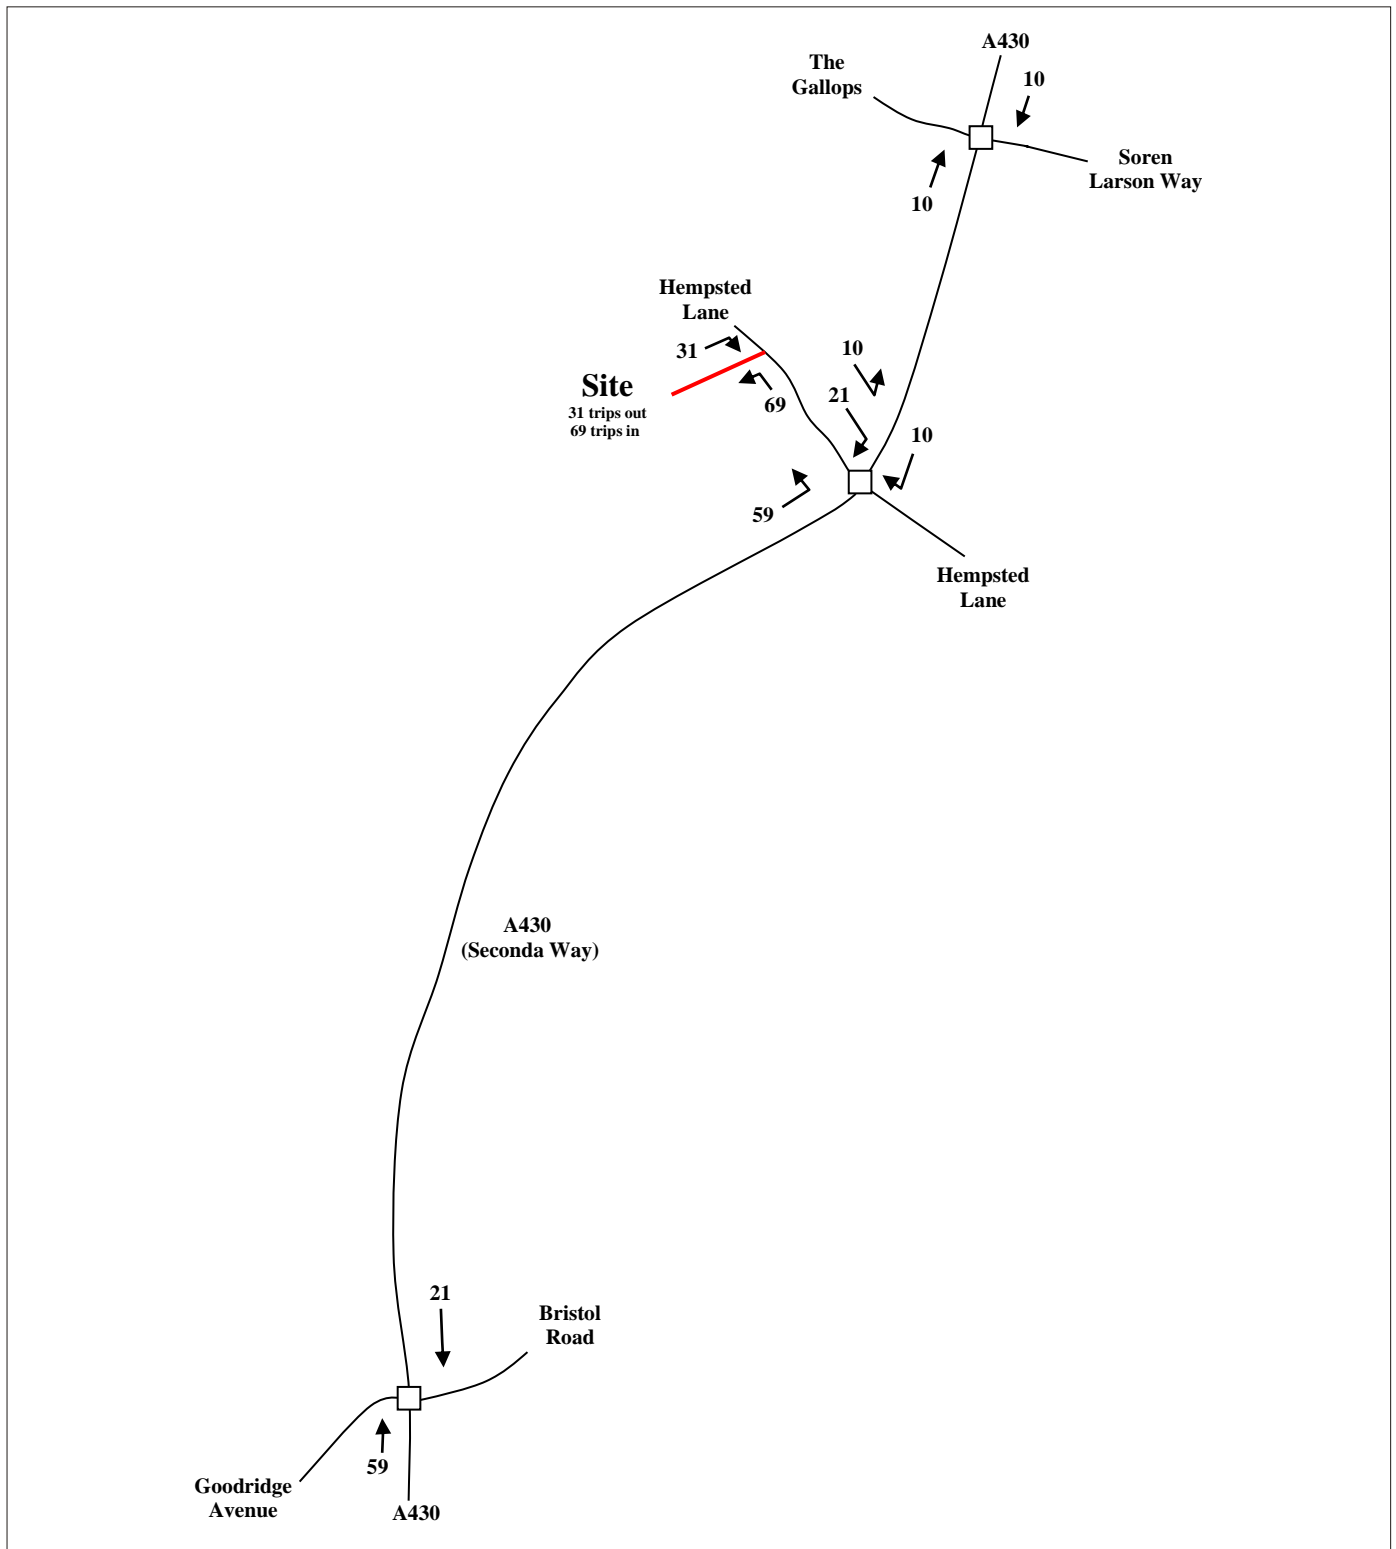 A430
The
Gallops
10
Soren
Larson Way
10
Hempsted
Lane
31
10
Site
31 trips out
69 trips in
69
21
10
59
Hempsted
Lane
A430
(Seconda Way)
21
Bristol
Road
59
Goodridge
Avenue
A430